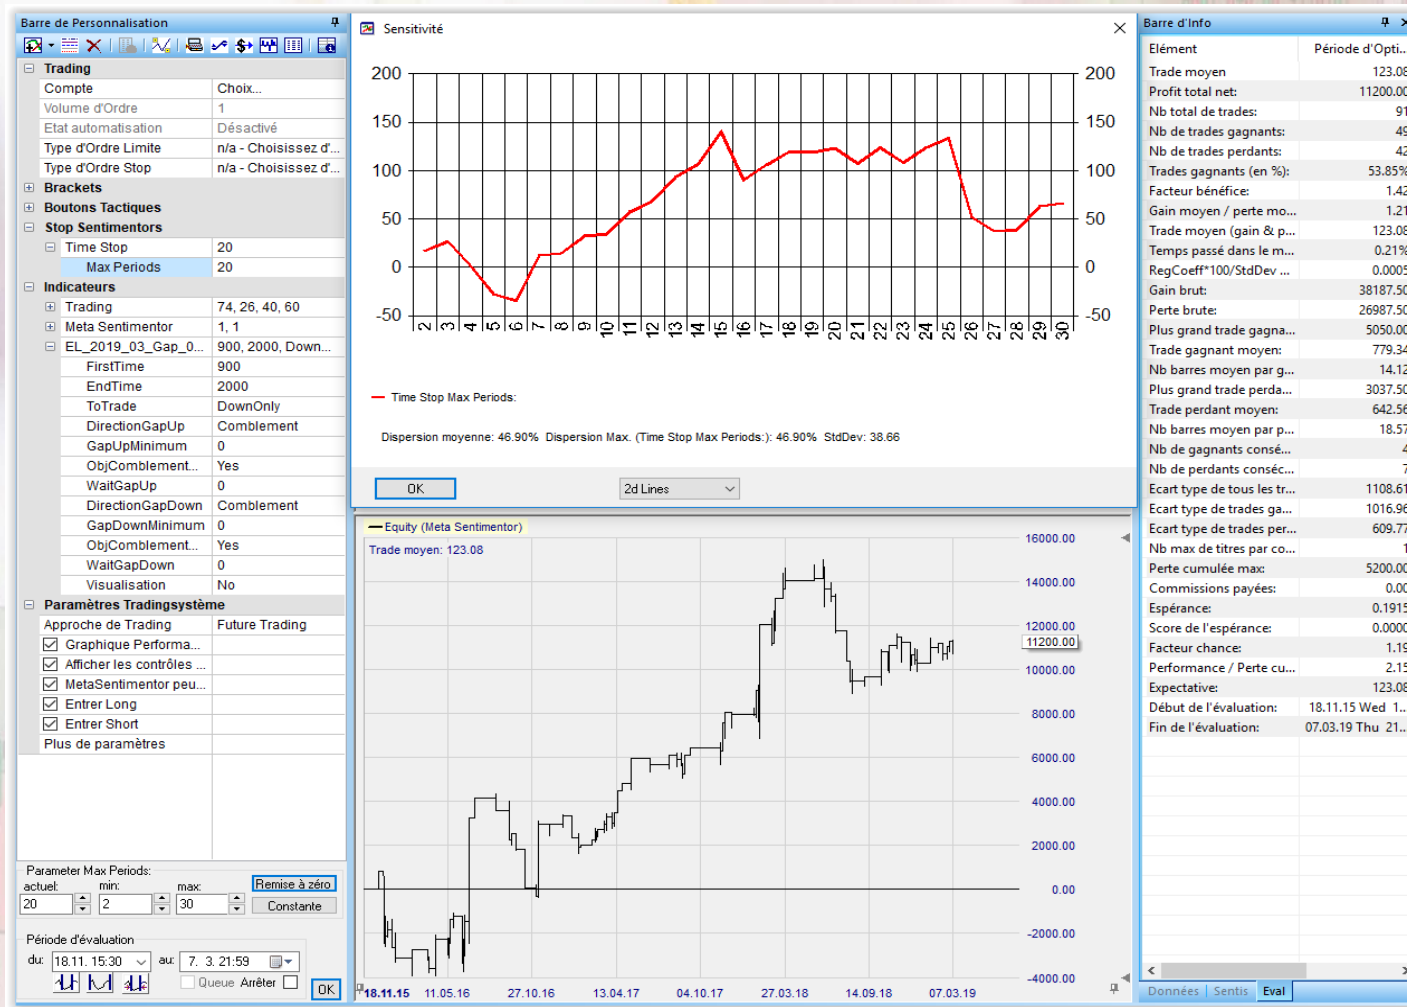 Barre de Personnalisation
Trading
Compte Choix...
Volume d'Ordre 1
Etat automatisation Désactivé
Type d'Ordre Limite n/a - Choisissez d'...
Type d'Ordre Stop n/a - Choisissez d'...
Brackets
Boutons Tactiques
Stop Sentimentors
Time Stop 20
Max Periods 20
Indicateurs
Trading 74, 26, 40, 60
Meta Sentimentor 1, 1
EL_2019_03_Gap_0... 900, 2000, Down...
FirstTime 900
EndTime 2000
ToTrade DownOnly
DirectionGapUp Comblement
GapUpMinimum 0
ObjComblement... Yes
WaitGapUp 0
DirectionGapDown Comblement
GapDownMinimum 0
ObjComblement... Yes
WaitGapDown 0
Visualisation No
Paramètres Tradingsystème
Approche de Trading Future Trading
Graphique Performa...
Afficher les contrôles ...
MetaSentimentor peu...
Entrer Long
Entrer Short
Plus de paramètres
Parameter Max Periods:
actuel: min: max: Remise à zéro
20 2 30 Constante
Période d'évaluation
du: 18.11. 15:30 au: 7. 3. 21:59
Queue Arrêter OK
Sensitivité
200 200
150 150
100 100
50 50
0 0
-50 -50
2 3 4 5 6 7 8 9 10 11 12 13 14 15 16 17 18 19 20 21 22 23 24 25 26 27 28 29 30
Time Stop Max Periods:
Dispersion moyenne: 46.90% Dispersion Max. (Time Stop Max Periods:): 46.90% StdDev: 38.66
OK 2d Lines
Equity (Meta Sentimentor)
Trade moyen: 123.08
16000.00
14000.00
12000.00
11200.00
10000.00
8000.00
6000.00
4000.00
2000.00
0.00
-2000.00
-4000.00
18.11.15 11.05.16 27.10.16 13.04.17 04.10.17 27.03.18 14.09.18 07.03.19
Barre d'Info
Elément Période d'Opti...
Trade moyen 123.08
Profit total net: 11200.00
Nb total de trades: 91
Nb de trades gagnants: 49
Nb de trades perdants: 42
Trades gagnants (en %): 53.85%
Facteur bénéfice: 1.42
Gain moyen / perte mo... 1.21
Trade moyen (gain & p... 123.08
Temps passé dans le m... 0.21%
RegCoeff*100/StdDev ... 0.0005
Gain brut: 38187.50
Perte brute: 26987.50
Plus grand trade gagna... 5050.00
Trade gagnant moyen: 779.34
Nb barres moyen par g... 14.12
Plus grand trade perda... 3037.50
Trade perdant moyen: 642.56
Nb barres moyen par p... 18.57
Nb de gagnants consé... 4
Nb de perdants conséc... 7
Ecart type de tous les tr... 1108.61
Ecart type de trades ga... 1016.96
Ecart type de trades per... 609.77
Nb max de titres par co... 1
Perte cumulée max: 5200.00
Commissions payées: 0.00
Espérance: 0.1915
Score de l'espérance: 0.0000
Facteur chance: 1.19
Performance / Perte cu... 2.15
Expectative: 123.08
Début de l'évaluation: 18.11.15 Wed 1...
Fin de l'évaluation: 07.03.19 Thu 21...
Données Sentis Eval